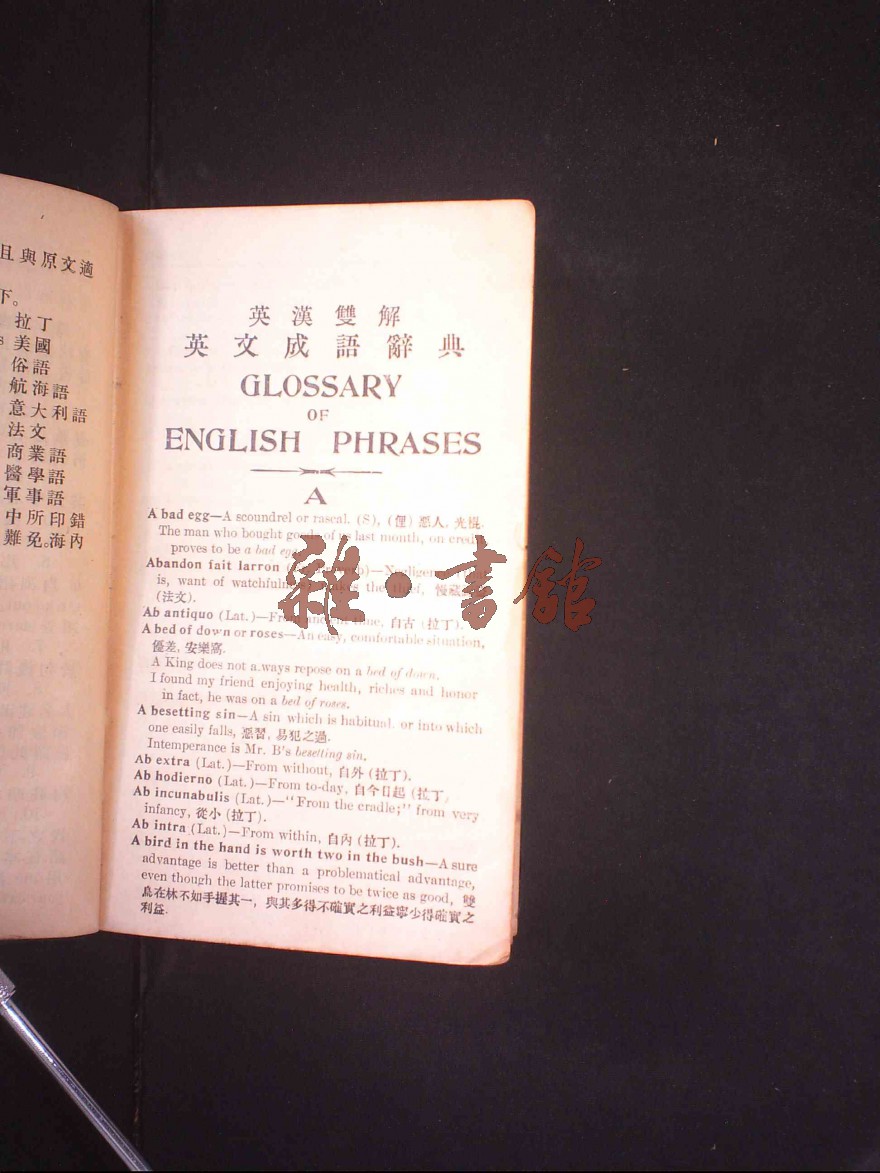 且與原文適
下。
拉丁
s 美國
俗語
航海語
意大利語
法文
商業語
醫學語
軍事語
中所印錯
難免。海內
英漢雙解
英文成語辭典
GLOSSARY
OF
ENGLISH PHRASES
A
A bad egg—A scoundrel or rascal. (S), (俚) 惡人, 光棍.
The man who bought of us last month, on
proves to be a bad
Abandon fait larron
is, want of the thief, 慢藏
(法文).
Ab antiquo (Lat.)— 自古 (拉丁).
A bed of down or roses—An easy, comfortable situation,
優差, 安樂窩.
A King does not a.ways repose on a bed of down.
I found my friend enjoying health, riches and honor
in fact, he was on a bed of roses.
A besetting sin—A sin which is habitual. or into which
one easily falls, 惡習, 易犯之過.
Intemperance is Mr. B's besetting sin.
Ab extra (Lat.)—From without, 自外 (拉丁).
Ab hodierno (Lat.)—From to-day, 自今日起 (拉丁)
Ab incunabulis (Lat.)—"From the cradle;" from very
infancy, 從小 (拉丁).
Ab intra (Lat.)—From within, 自內 (拉丁).
A bird in the hand is worth two in the bush—A sure
advantage is better than a problematical advantage,
even though the latter promises to be twice as good, 雙
鳥在林不如手握其一, 與其多得不確實之利益寧少得確實之
利益.
雜·書館